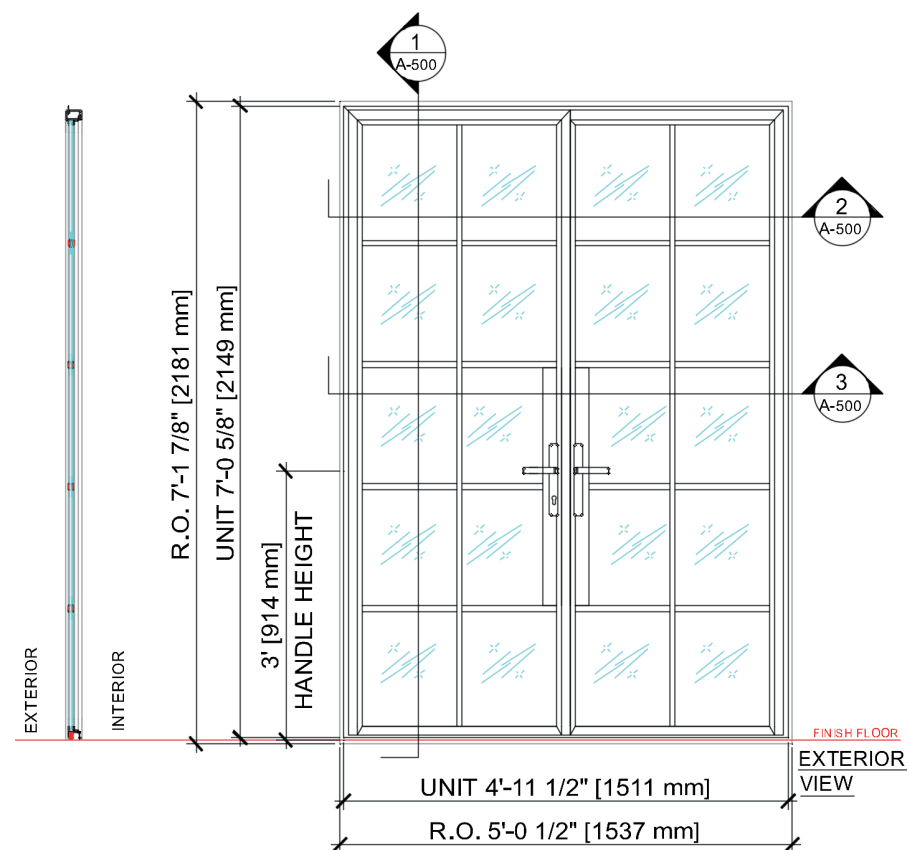 1
A-500
2
A-500
3
A-500
R.O. 7'-1 7/8" [2181 mm]
UNIT 7'-0 5/8" [2149 mm]
3' [914 mm]
HANDLE HEIGHT
EXTERIOR
INTERIOR
FINISH FLOOR
EXTERIOR
VIEW
UNIT 4'-11 1/2" [1511 mm]
R.O. 5'-0 1/2" [1537 mm]